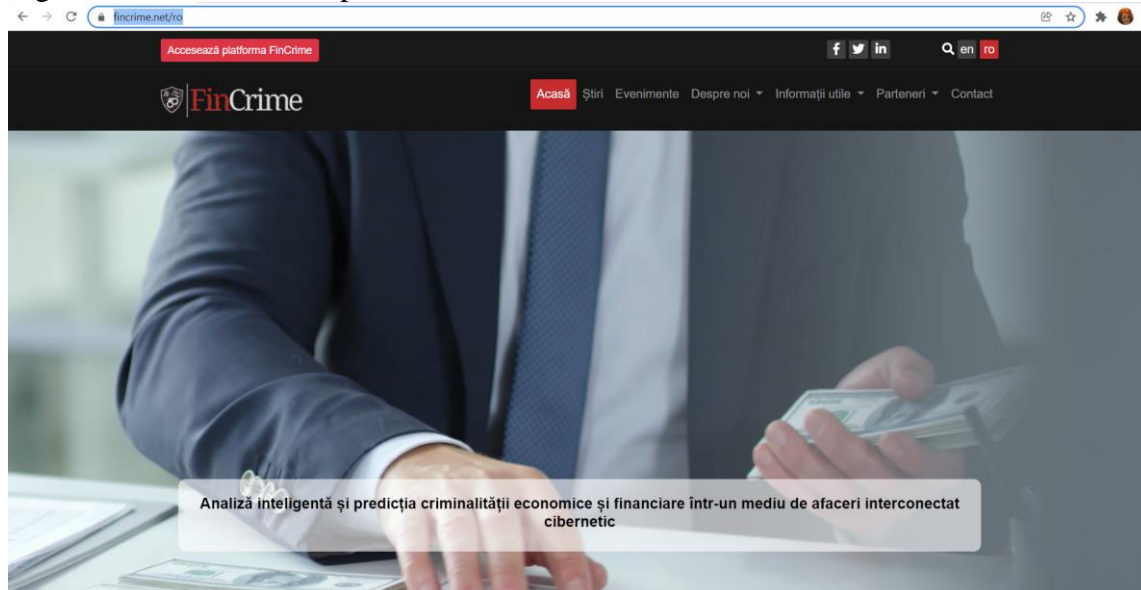 fincrime.net/ro
Accesează platforma FinCrime
en ro
FinCrime
Acasă Știri Evenimente Despre noi Informații utile Parteneri Contact
Analiză inteligentă și predicția criminalității economice și financiare într-un mediu de afaceri interconectat
cibernetic